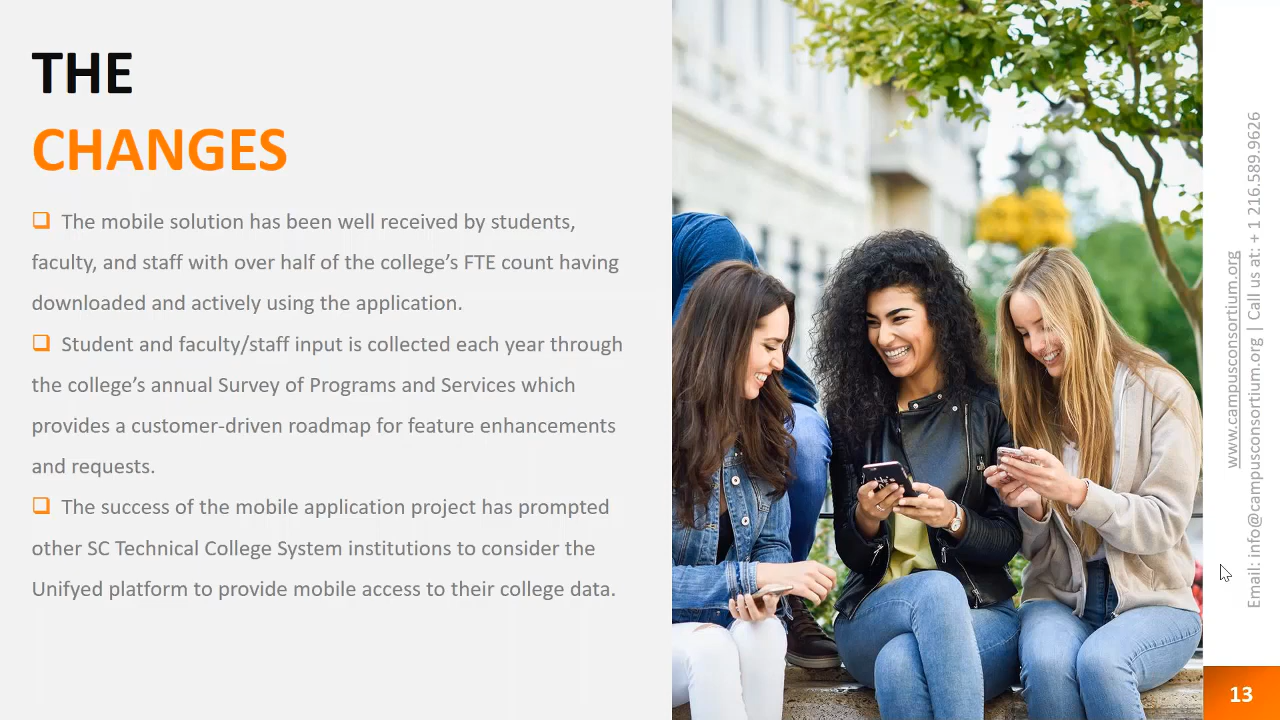 THE
CHANGES
❑ The mobile solution has been well received by students,
faculty, and staff with over half of the college’s FTE count having
downloaded and actively using the application.
❑ Student and faculty/staff input is collected each year through
the college’s annual Survey of Programs and Services which
provides a customer-driven roadmap for feature enhancements
and requests.
❑ The success of the mobile application project has prompted
other SC Technical College System institutions to consider the
Unifyed platform to provide mobile access to their college data.
www.campusconsortium.org
Email: info@campusconsortium.org | Call us at: + 1 216.589.9626
13